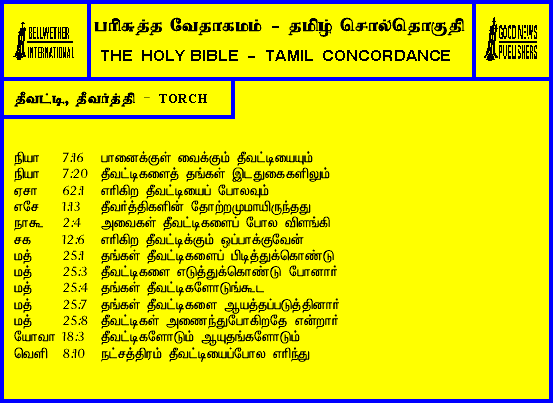 BELLWETHER
INTERNATIONAL
பரிசுத்த வேதாகமம் - தமிழ் சொல்தொகுதி
THE HOLY BIBLE - TAMIL CONCORDANCE
GOOD NEWS
PUBLISHERS
தீவட்டி, தீவர்த்தி - TORCH
நியா 7:16 பானைக்குள் வைக்கும் தீவட்டியையும்
நியா 7:20 தீவட்டிகளைத் தங்கள் இடதுகைகளிலும்
ஏசா 62:1 எரிகிற தீவட்டியைப் போலவும்
எசே 1:13 தீவர்த்திகளின் தோற்றமுமாயிருந்தது
நாகூ 2:4 அவைகள் தீவட்டிகளைப் போல விளங்கி
சக 12:6 எரிகிற தீவட்டிக்கும் ஒப்பாக்குவேன்
மத் 25:1 தங்கள் தீவட்டிகளைப் பிடித்துக்கொண்டு
மத் 25:3 தீவட்டிகளை எடுத்துக்கொண்டு போனார்
மத் 25:4 தங்கள் தீவட்டிகளோடுங்கூட
மத் 25:7 தங்கள் தீவட்டிகளை ஆயத்தப்படுத்தினார்
மத் 25:8 தீவட்டிகள் அணைந்துபோகிறதே என்றார்
யோவா 18:3 தீவட்டிகளோடும் ஆயுதங்களோடும்
வெளி 8:10 நட்சத்திரம் தீவட்டியைப்போல எரிந்து